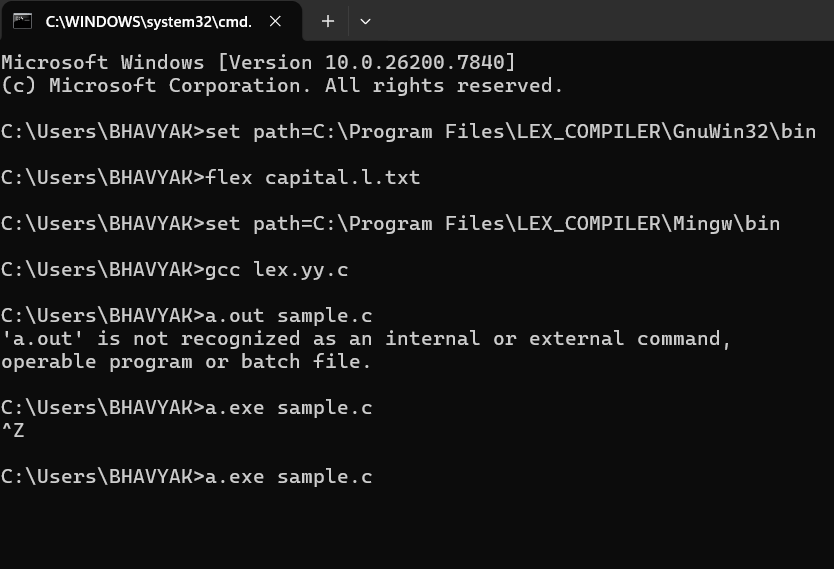 C:\WINDOWS\system32\cmd.
Microsoft Windows [Version 10.0.26200.7840]
(c) Microsoft Corporation. All rights reserved.
C:\Users\BHAVYAK>set path=C:\Program Files\LEX_COMPILER\GnuWin32\bin
C:\Users\BHAVYAK>flex capital.l.txt
C:\Users\BHAVYAK>set path=C:\Program Files\LEX_COMPILER\Mingw\bin
C:\Users\BHAVYAK>gcc lex.yy.c
C:\Users\BHAVYAK>a.out sample.c
'a.out' is not recognized as an internal or external command,
operable program or batch file.
C:\Users\BHAVYAK>a.exe sample.c
^Z
C:\Users\BHAVYAK>a.exe sample.c